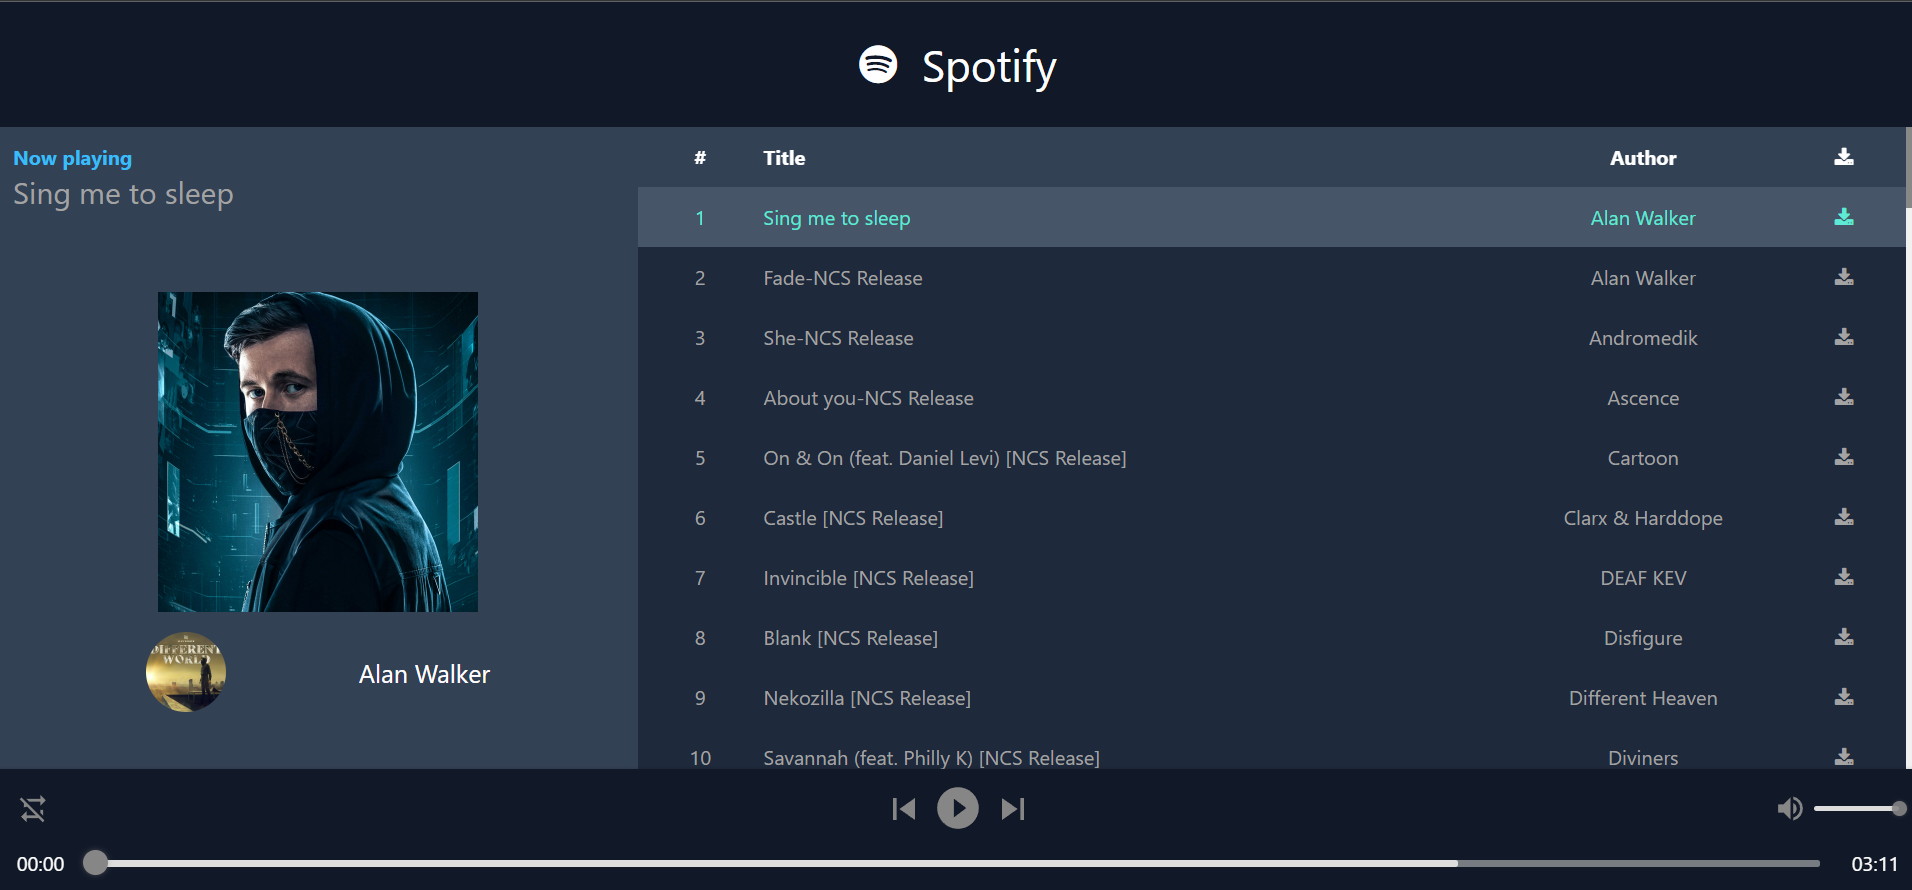 Spotify
Now playing
Sing me to sleep
DIFFERENT
WORLD
Alan Walker
# Title Author
1 Sing me to sleep Alan Walker
2 Fade-NCS Release Alan Walker
3 She-NCS Release Andromedik
4 About you-NCS Release Ascence
5 On & On (feat. Daniel Levi) [NCS Release] Cartoon
6 Castle [NCS Release] Clarx & Harddope
7 Invincible [NCS Release] DEAF KEV
8 Blank [NCS Release] Disfigure
9 Nekozilla [NCS Release] Different Heaven
10 Savannah (feat. Philly K) [NCS Release] Diviners
00:00 03:11